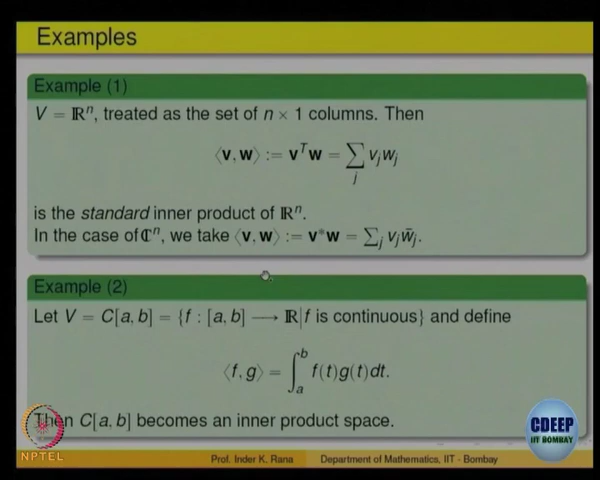 Examples
Example (1)
V = ℝⁿ, treated as the set of n × 1 columns. Then
⟨v, w⟩ := vᵀw = ∑ⱼ vⱼwⱼ
is the standard inner product of ℝⁿ.
In the case of ℂⁿ, we take ⟨v, w⟩ := v*w = ∑ⱼ vⱼw̄ⱼ.
Example (2)
Let V = C[a, b] = {f : [a, b] ⟶ ℝ|f is continuous} and define
⟨f, g⟩ = ∫ₐᵇ f(t)g(t)dt.
Then C[a, b] becomes an inner product space.
NPTEL
CDEEP
IIT BOMBAY
Prof. Inder K. Rana Department of Mathematics, IIT - Bombay